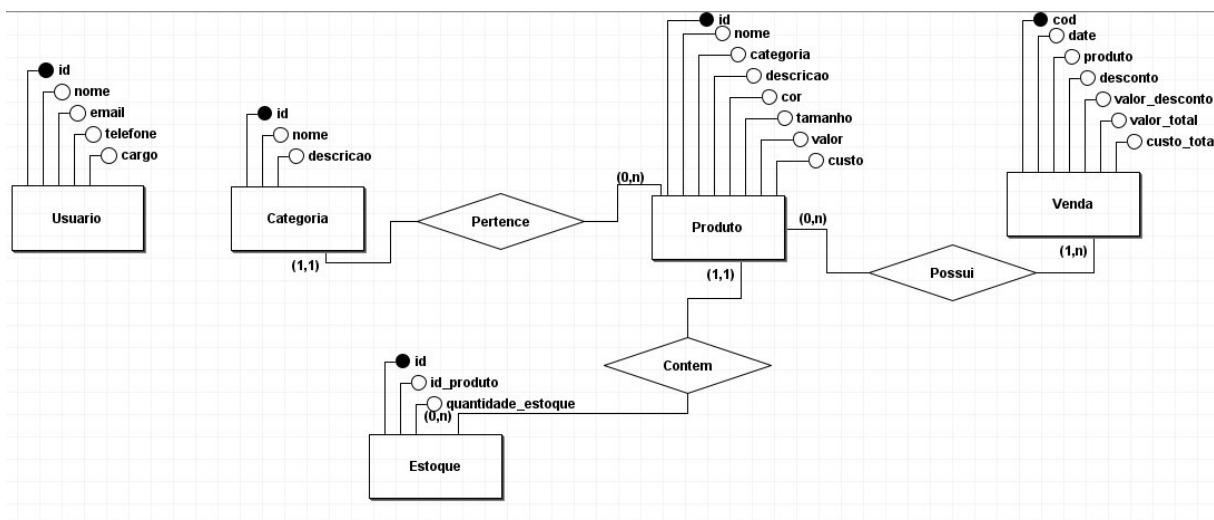 id
nome
email
telefone
cargo
Usuario
id
nome
descricao
Categoria
(1,1)
Pertence
(0,n)
id
nome
categoria
descricao
cor
tamanho
valor
custo
Produto
(0,n)
(1,1)
Possui
(1,n)
cod
date
produto
desconto
valor_desconto
valor_total
custo_total
Venda
Contem
id
id_produto
quantidade_estoque
(0,n)
Estoque